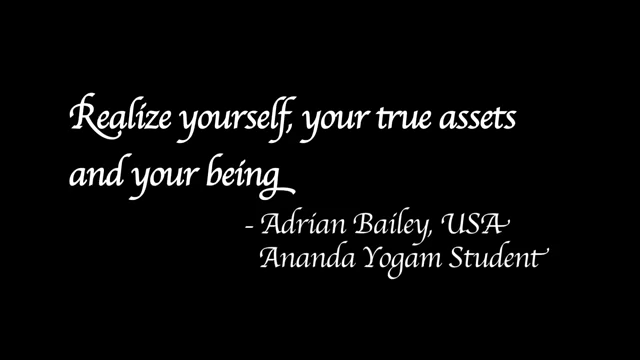 Realize yourself, your true assets
and your being
- Adrian Bailey, USA
Ananda Yogam Student